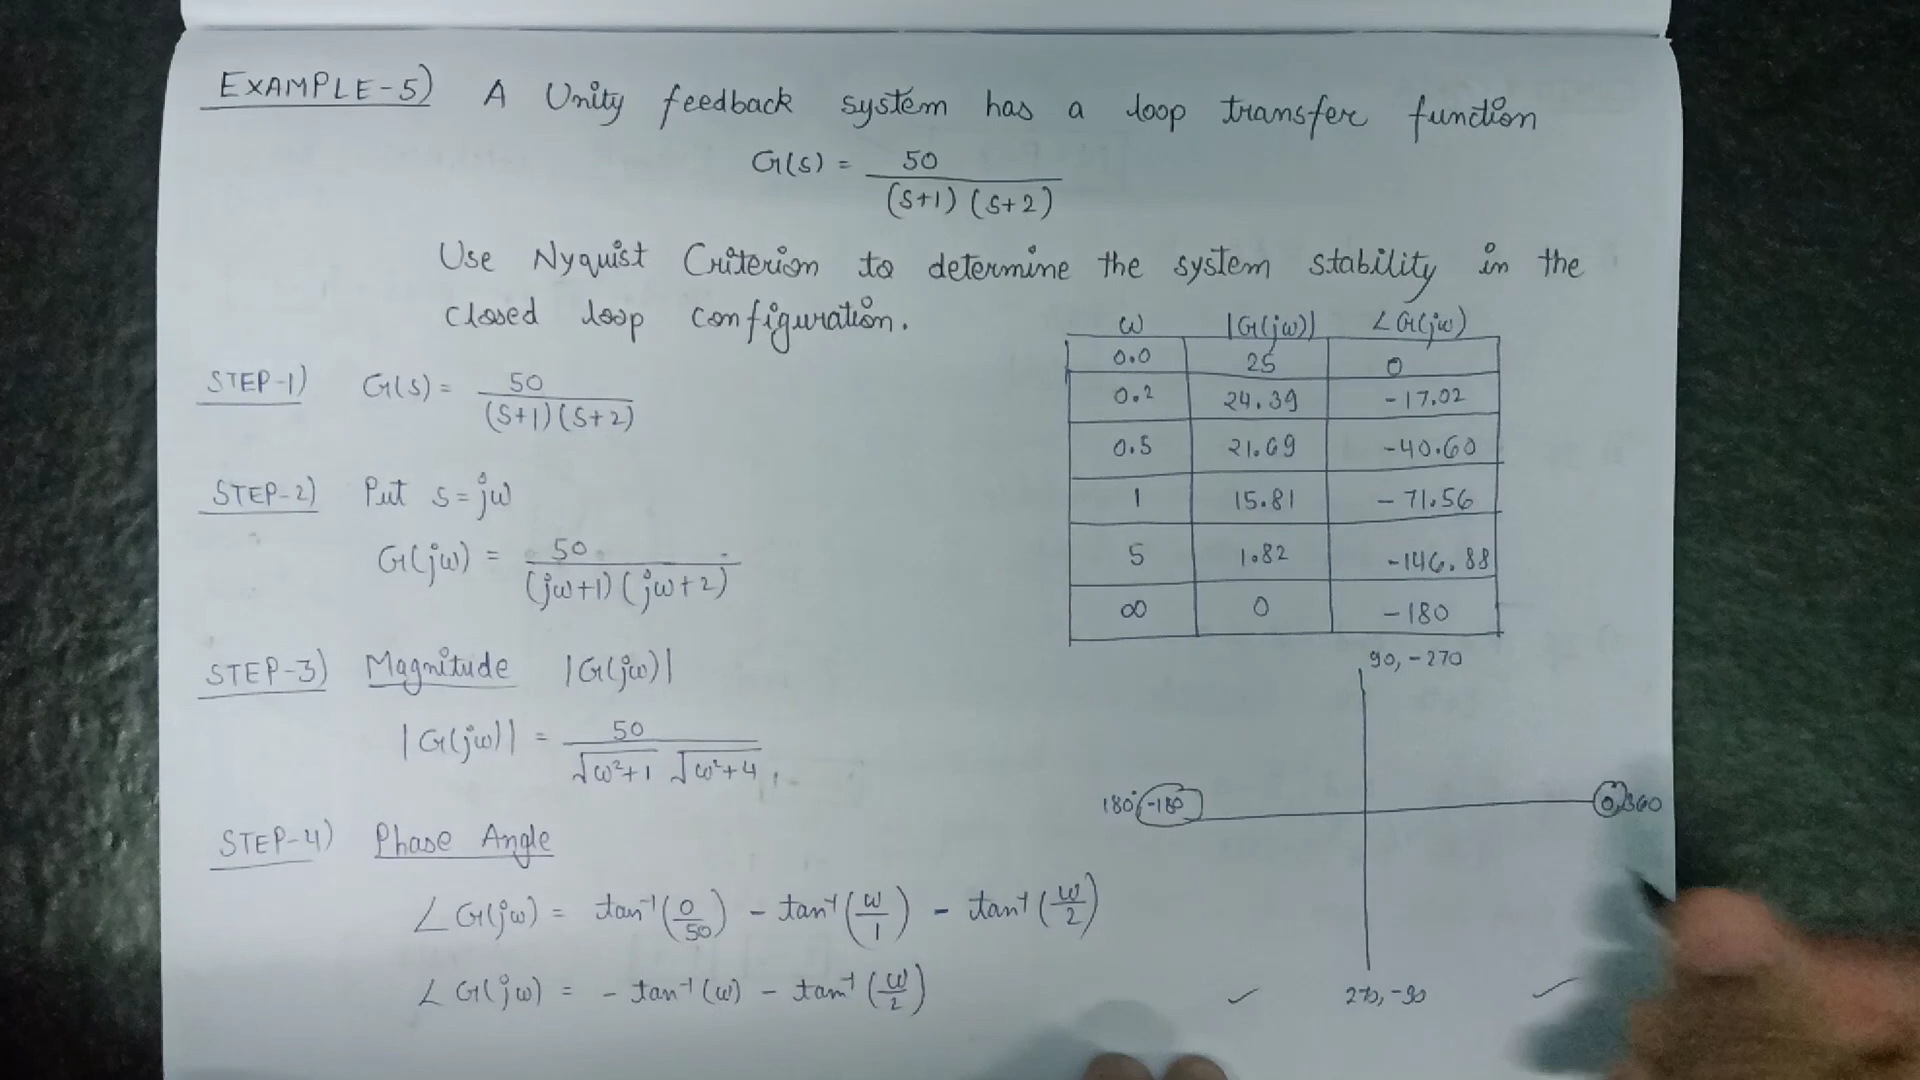 EXAMPLE-5) A Unity feedback system has a loop transfer function
G(s) = 50 / (s+1) (s+2)
Use Nyquist Criterion to determine the system stability in the
closed loop configuration.
STEP-1) G(s) = 50 / (s+1) (s+2)
STEP-2) Put s = jω
G(jω) = 50 / (jω+1) (jω+2)
STEP-3) Magnitude |G(jω)|
|G(jω)| = 50 / √ω²+1 √ω²+4
STEP-4) Phase Angle
∠G(jω) = tan⁻¹(0/50) - tan⁻¹(ω/1) - tan⁻¹(ω/2)
∠G(jω) = - tan⁻¹(ω) - tan⁻¹(ω/2)
ω |G(jω)| ∠G(jω)
0.0 25 0
0.2 24.39 -17.02
0.5 21.69 -40.60
1 15.81 -71.56
5 1.82 -146.88
∞ 0 -180
90, -270
180 -180 0, 360
270, -90